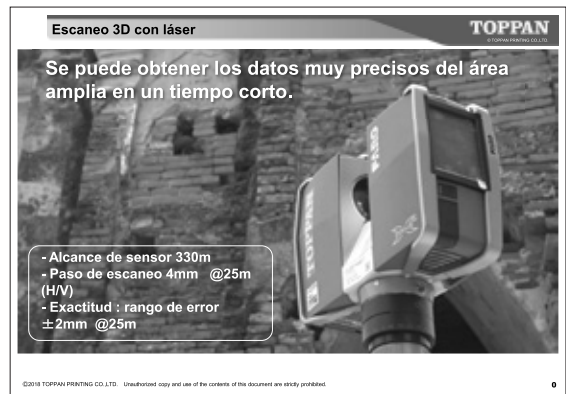 Escaneo 3D con láser
TOPPAN
© TOPPAN PRINTING CO.,LTD.
Se puede obtener los datos muy precisos del área
amplia en un tiempo corto.
FARO
TOPPAN
- Alcance de sensor 330m
- Paso de escaneo 4mm @25m
(H/V)
- Exactitud : rango de error
±2mm @25m
©2018 TOPPAN PRINTING CO.,LTD. Unauthorized copy and use of the contents of this document are strictly prohibited.
0